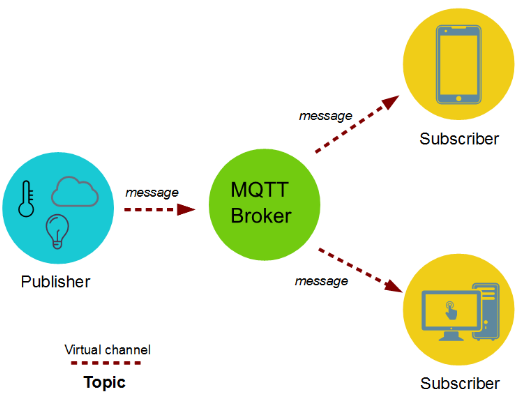 Subscriber
message
message
MQTT
Broker
Publisher
message
Virtual channel
Topic
Subscriber